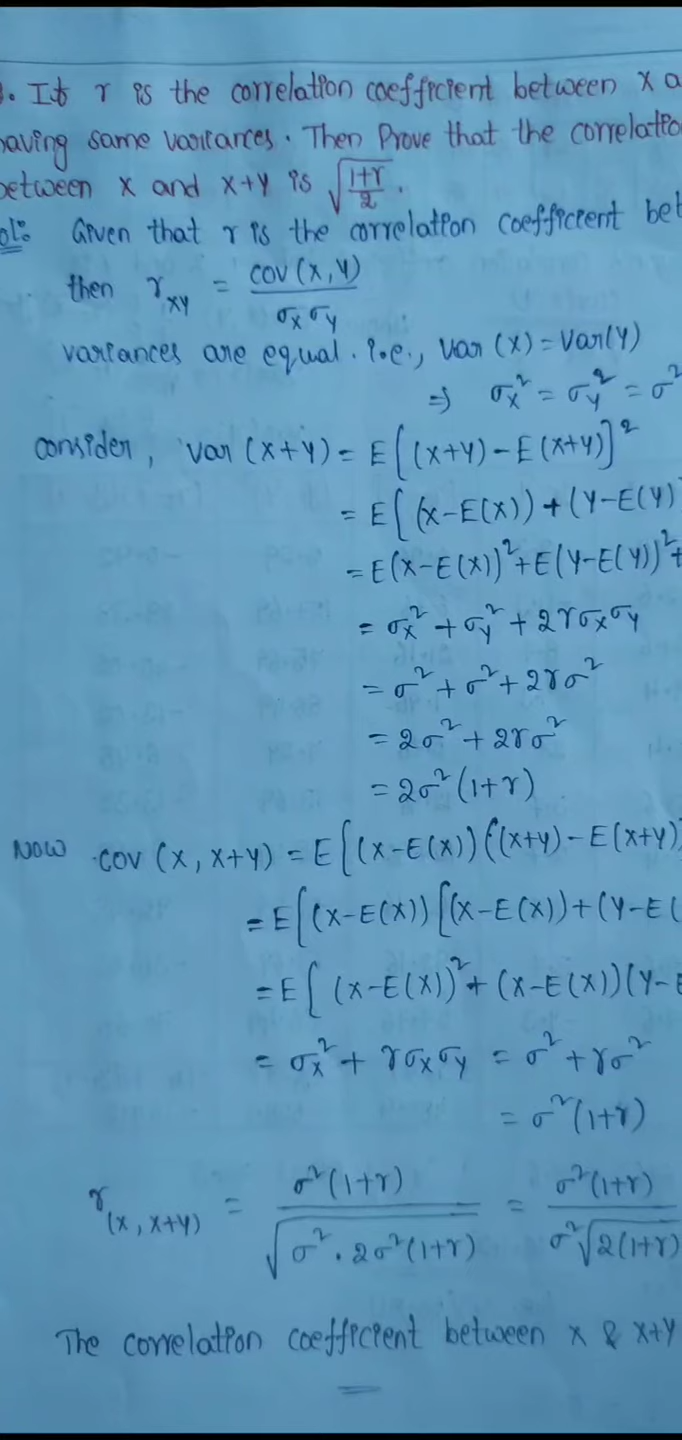 . If r is the correlation coefficient between X a
having same variances. Then Prove that the correlatio
between X and X+Y is √((1+r)/2).
Sol: Given that r is the correlation coefficient bet
then r_XY = cov(X,Y) / σ_X σ_Y
variances are equal. i.e., var (X) = Var(Y)
⇒ σ_X² = σ_Y² = σ²
consider, var (X+Y) = E[(X+Y) - E(X+Y)]²
= E[(X-E(X)) + (Y-E(Y)
= E(X-E(X))² + E(Y-E(Y))² +
= σ_X² + σ_Y² + 2rσ_Xσ_Y
= σ² + σ² + 2rσ²
= 2σ² + 2rσ²
= 2σ²(1+r)
Now cov (X, X+Y) = E[(X-E(X)) ((X+Y) - E(X+Y)
= E[(X-E(X)) [(X-E(X)) + (Y-E(
= E[ (X-E(X))² + (X-E(X)) (Y-E
= σ_X² + rσ_Xσ_Y = σ² + rσ²
= σ²(1+r)
r_(X, X+Y) = σ²(1+r) / √(σ².2σ²(1+r)) = σ²(1+r) / σ²√(2(1+r))
The correlation coefficient between X & X+Y